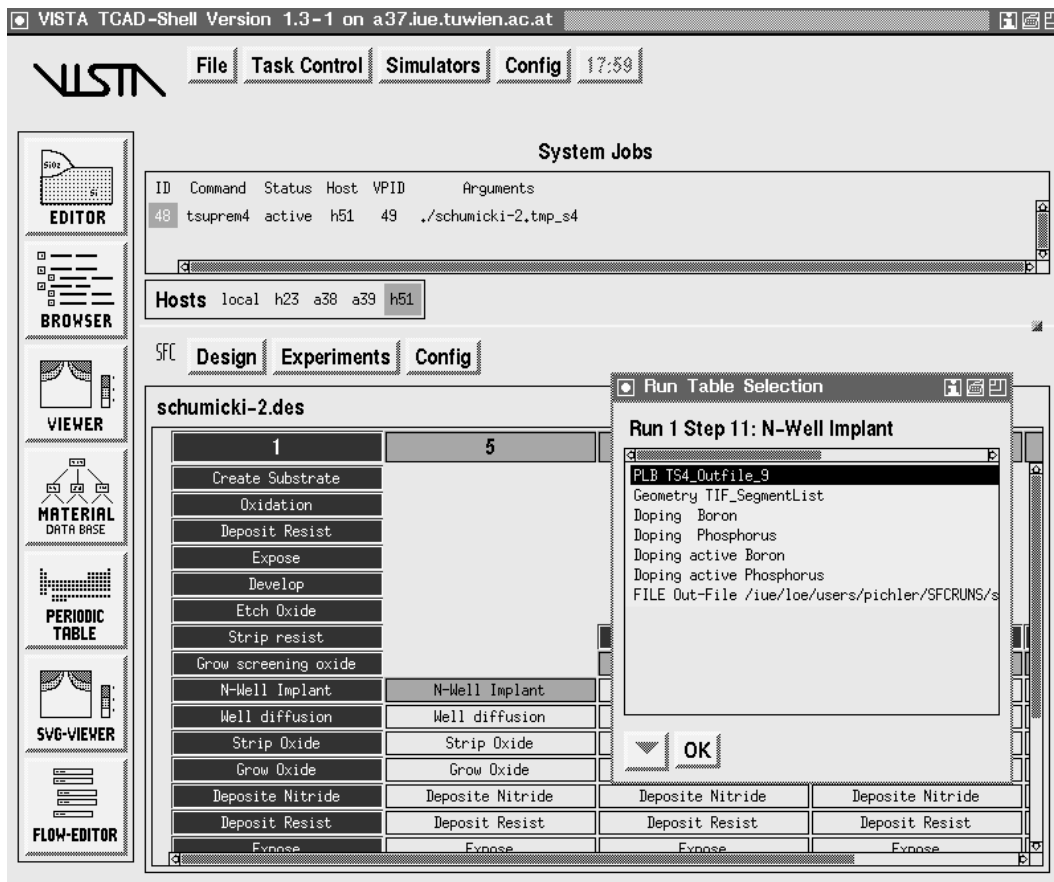 VISTA TCAD-Shell Version 1.3-1 on a37.iue.tuwien.ac.at
VISTA
File Task Control Simulators Config 17:59
System Jobs
ID Command Status Host VPID Arguments
48 tsuprem4 active h51 49 ./schumicki-2.tmp_s4
Hosts local h23 a38 a39 h51
SiO2
Si
EDITOR
BROWSER
VIEWER
MATERIAL
DATA BASE
PERIODIC
TABLE
SVG-VIEWER
FLOW-EDITOR
SFC Design Experiments Config
schumicki-2.des
1 5
Create Substrate
Oxidation
Deposit Resist
Expose
Develop
Etch Oxide
Strip resist
Grow screening oxide
N-Well Implant N-Well Implant
Well diffusion Well diffusion
Strip Oxide Strip Oxide
Grow Oxide Grow Oxide
Deposite Nitride Deposite Nitride Deposite Nitride Deposite Nitride
Deposit Resist Deposit Resist Deposit Resist Deposit Resist
Expose Expose Expose Expose
Run Table Selection
Run 1 Step 11: N-Well Implant
PLB TS4_Outfile_9
Geometry TIF_SegmentList
Doping Boron
Doping Phosphorus
Doping active Boron
Doping active Phosphorus
FILE Out-File /iue/loe/users/pichler/SFCRUNS/s
OK